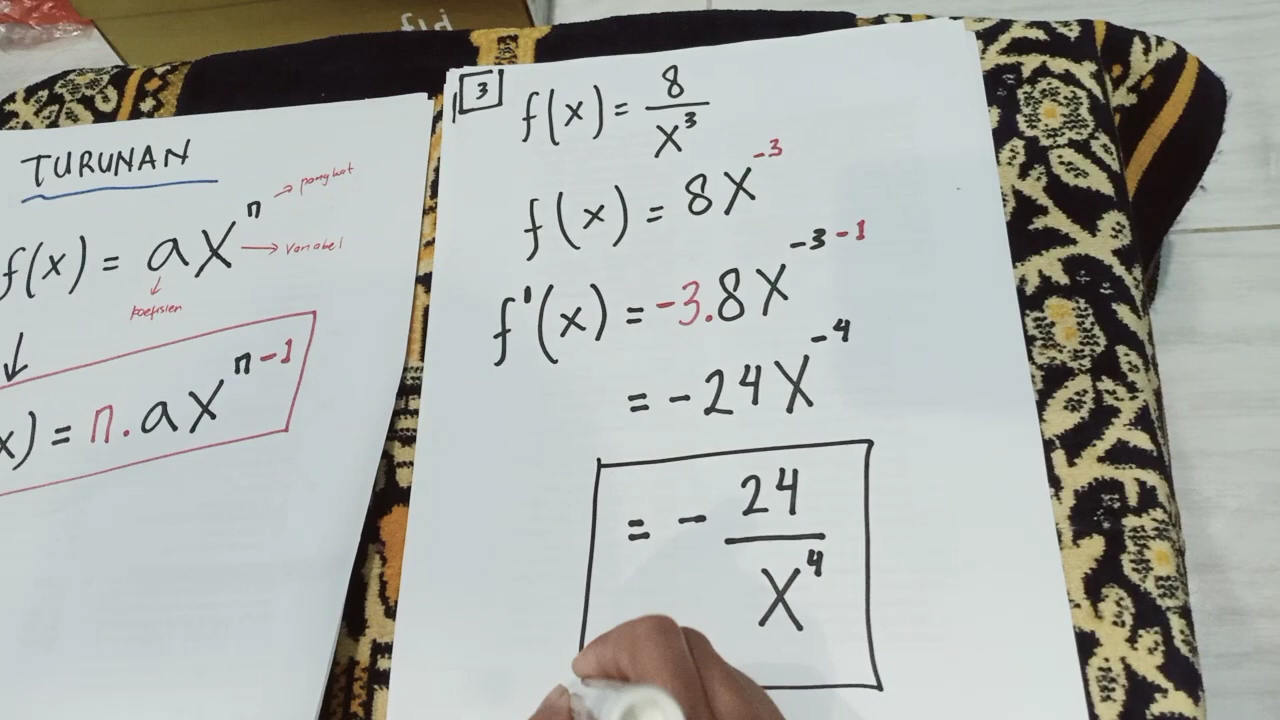 TURUNAN
f(x) = ax^n
→ pangkat
→ variabel
↓
koefisien
↓
x) = n.ax^n-1
3
f(x) = 8/x^3
f(x) = 8x^-3
f'(x) = -3.8x^-3-1
= -24x^-4
= - 24/x^4